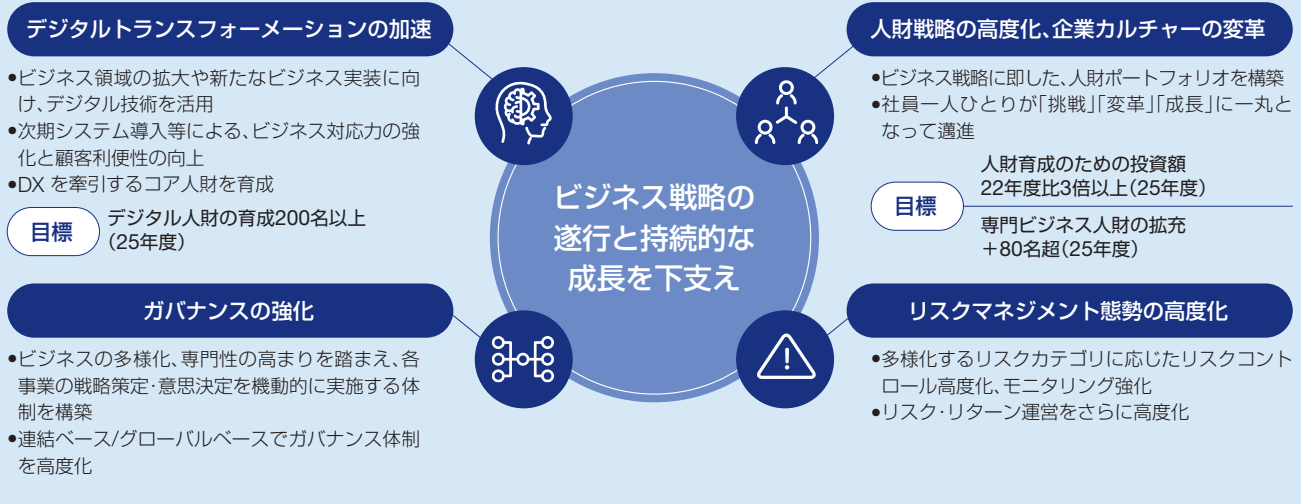 デジタルトランスフォーメーションの加速
●ビジネス領域の拡大や新たなビジネス実装に向
け、デジタル技術を活用
●次期システム導入等による、ビジネス対応力の強
化と顧客利便性の向上
●DX を牽引するコア人財を育成
目標
デジタル人財の育成200名以上
(25年度)
人財戦略の高度化、企業カルチャーの変革
●ビジネス戦略に即した、人財ポートフォリオを構築
●社員一人ひとりが「挑戦」「変革」「成長」に一丸と
なって邁進
目標
人財育成のための投資額
22年度比3倍以上(25年度)
専門ビジネス人財の拡充
+80名超(25年度)
ビジネス戦略の
遂行と持続的な
成長を下支え
ガバナンスの強化
●ビジネスの多様化、専門性の高まりを踏まえ、各
事業の戦略策定・意思決定を機動的に実施する体
制を構築
●連結ベース/グローバルベースでガバナンス体制
を高度化
リスクマネジメント態勢の高度化
●多様化するリスクカテゴリに応じたリスクコント
ロール高度化、モニタリング強化
●リスク・リターン運営をさらに高度化